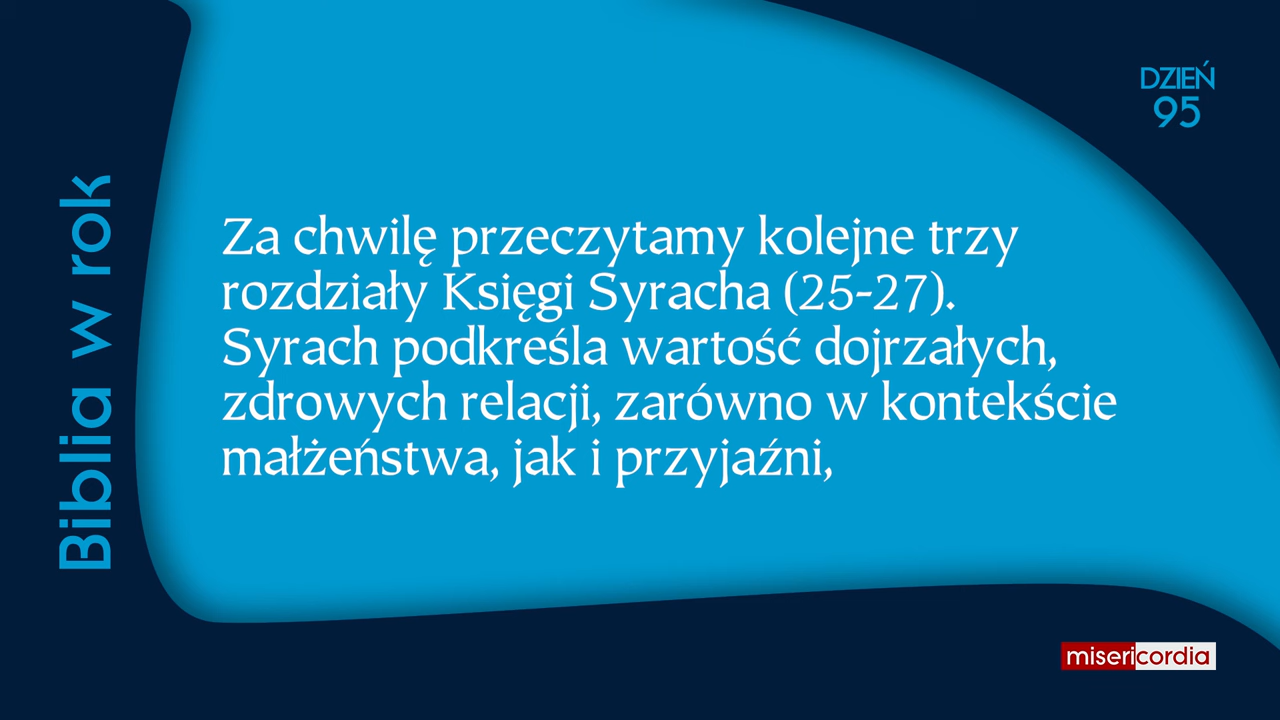 Biblia w rok
DZIEŃ
95
Za chwilę przeczytamy kolejne trzy
rozdziały Księgi Syracha (25-27).
Syrach podkreśla wartość dojrzałych,
zdrowych relacji, zarówno w kontekście
małżeństwa, jak i przyjaźni,
misericordia